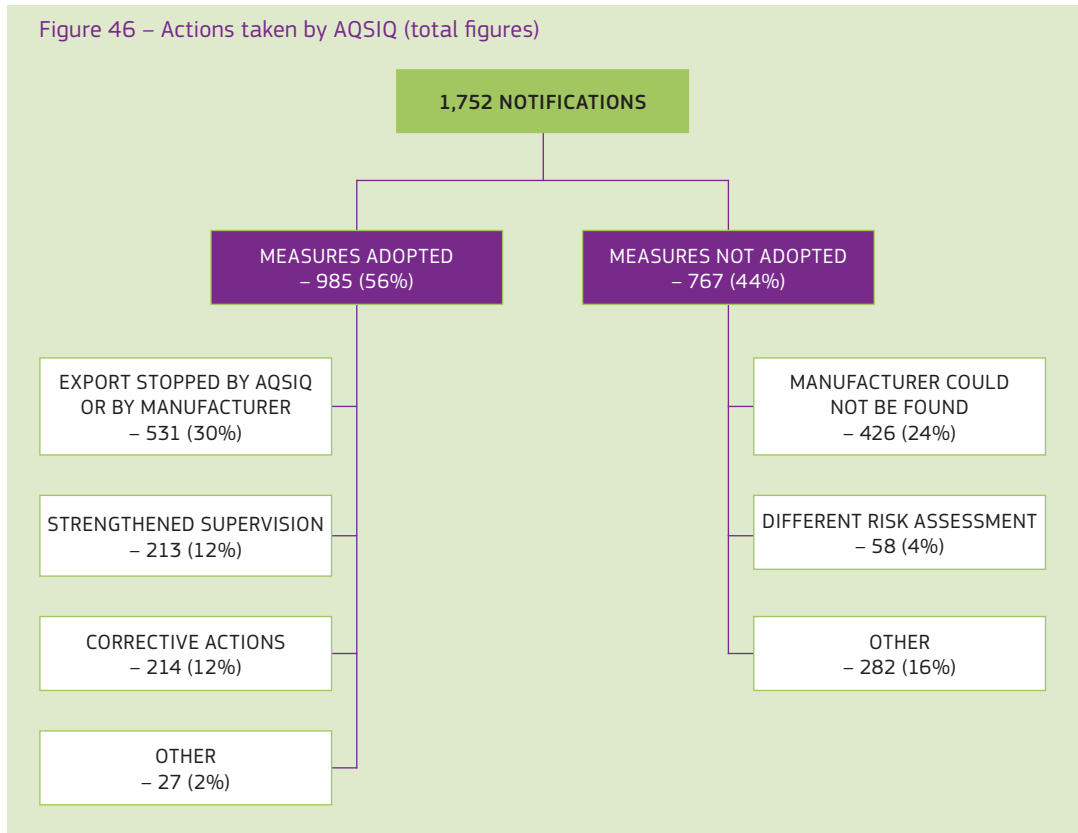 Figure 46 – Actions taken by AQSIQ (total figures)
1,752 NOTIFICATIONS
MEASURES ADOPTED
– 985 (56%)
EXPORT STOPPED BY AQSIQ
OR BY MANUFACTURER
– 531 (30%)
STRENGTHENED SUPERVISION
– 213 (12%)
CORRECTIVE ACTIONS
– 214 (12%)
OTHER
– 27 (2%)
MEASURES NOT ADOPTED
– 767 (44%)
MANUFACTURER COULD
NOT BE FOUND
– 426 (24%)
DIFFERENT RISK ASSESSMENT
– 58 (4%)
OTHER
– 282 (16%)